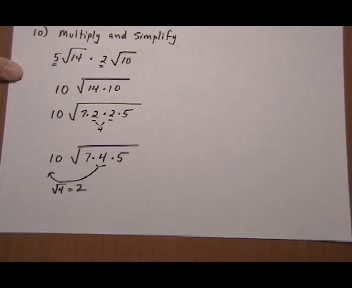 10) Multiply and Simplify
5√14 · 2√10
10 √14·10
10 √7·2·2·5
4
10 √7·4·5
√4 = 2